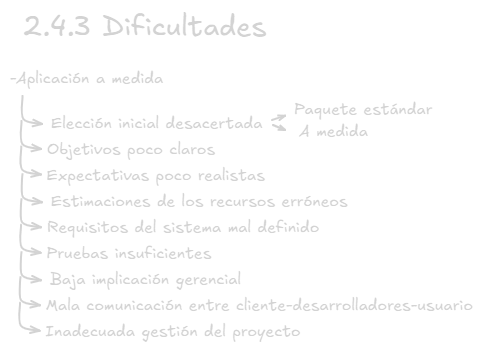 2.4.3 Dificultades
-Aplicación a medida
Elección inicial desacertada
Paquete estándar
A medida
Objetivos poco claros
Expectativas poco realistas
Estimaciones de los recursos erróneos
Requisitos del sistema mal definido
Pruebas insuficientes
Baja implicación gerencial
Mala comunicación entre cliente-desarrolladores-usuario
Inadecuada gestión del proyecto